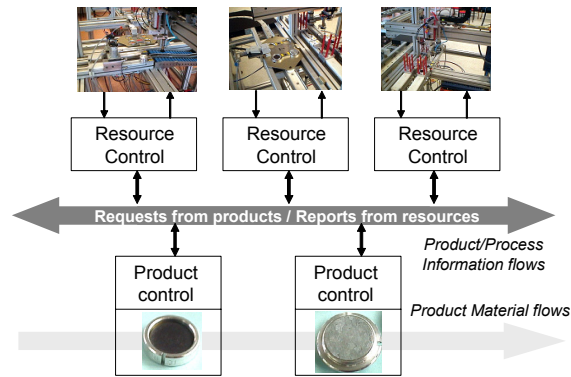 Resource
Control
Resource
Control
Resource
Control
Requests from products / Reports from resources
Product/Process
Information flows
Product
control
Product
control
Product Material flows